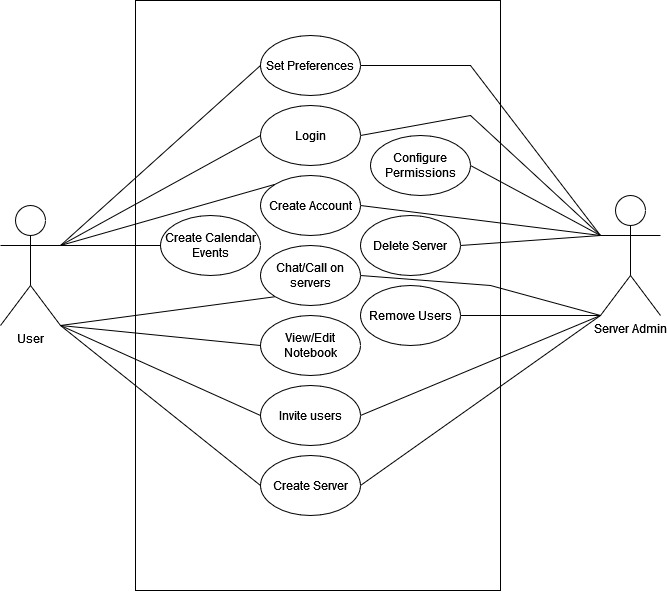 Set Preferences
Login
Configure
Permissions
Create Account
Create Calendar
Events
Delete Server
Chat/Call on
servers
Remove Users
User
Server Admin
View/Edit
Notebook
Invite users
Create Server